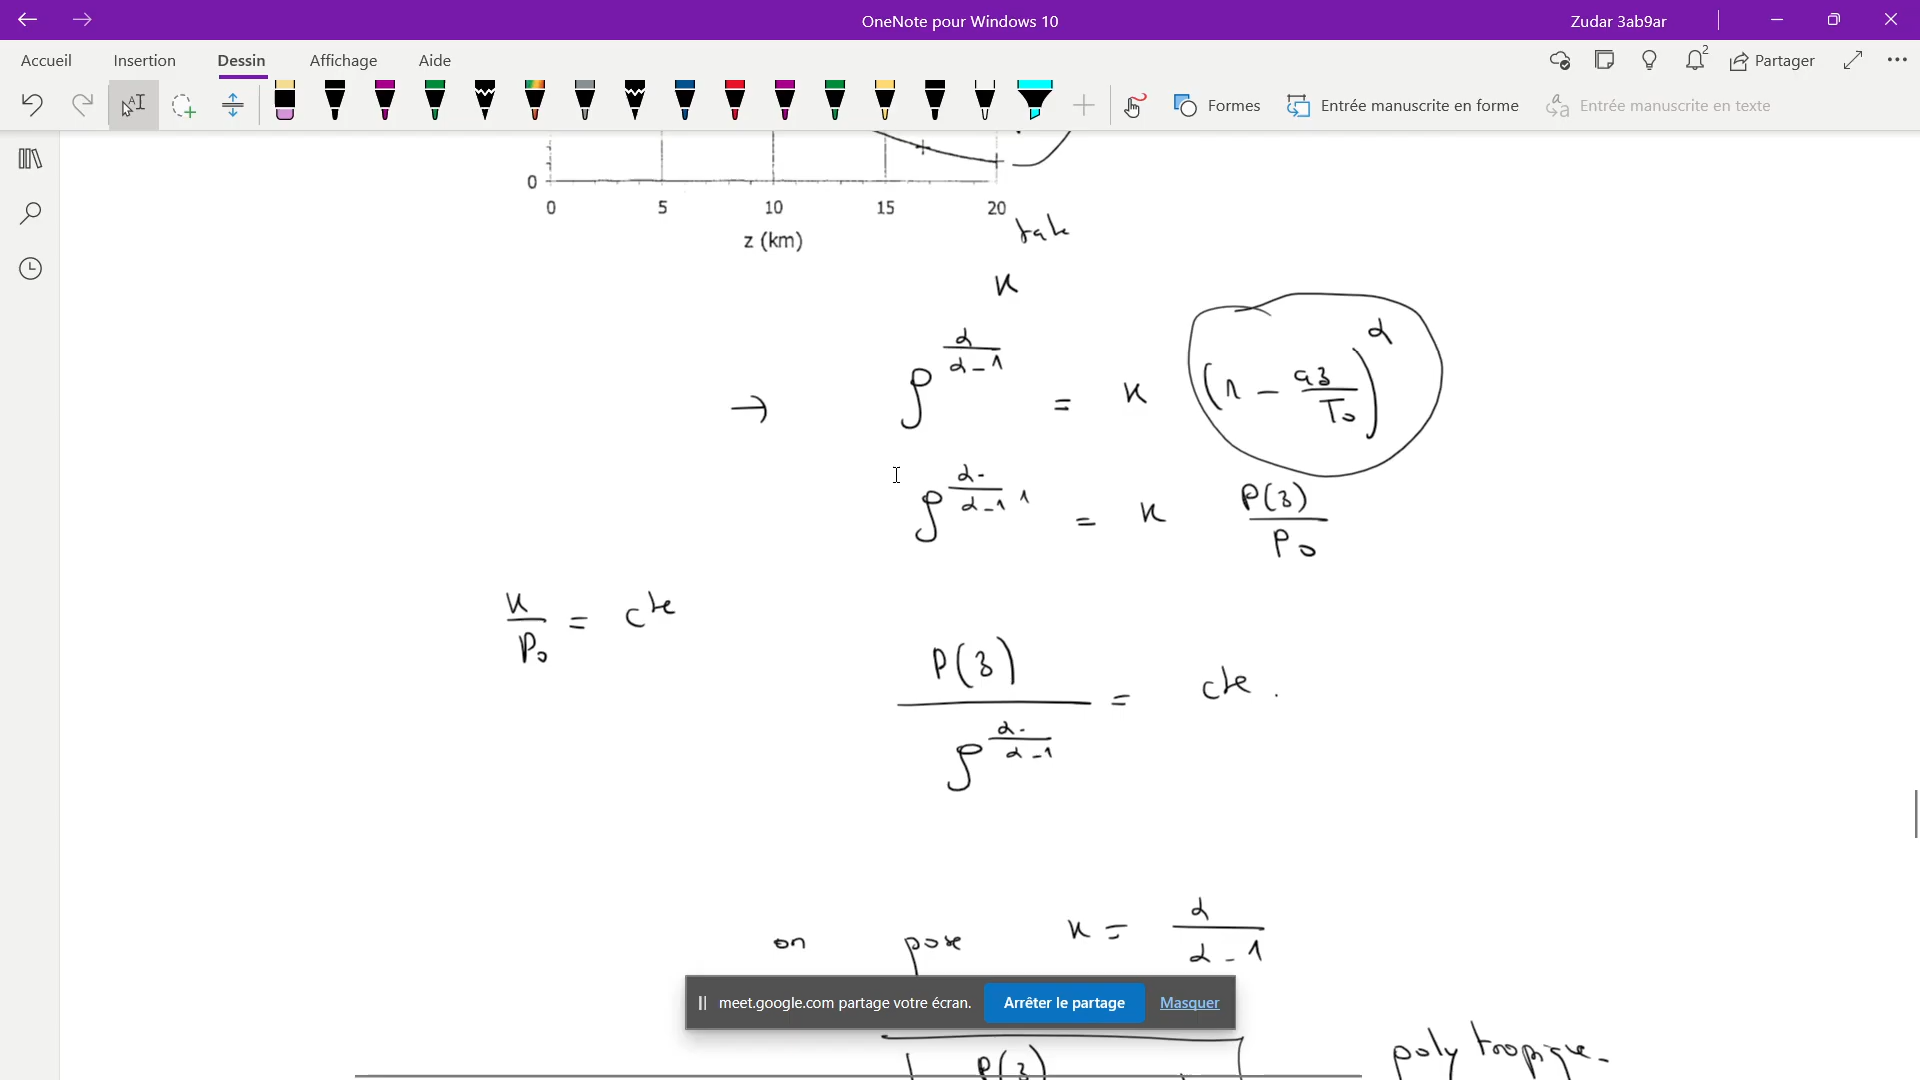 OneNote pour Windows 10
Zudar 3ab9ar
Accueil Insertion Dessin Affichage Aide
2 Partager
Formes Entrée manuscrite en forme Entrée manuscrite en texte
0
0 5 10 15 20
z (km)
K
→ ρ^(α/(α-1)) = K (1 - az/T₀)^α
ρ^(α/(α-1)) = K P(z)/P₀
K/P₀ = cte
P(z)/ρ^(α/(α-1)) = cte.
on pose K = α/(α-1)
meet.google.com partage votre écran. Arrêter le partage Masquer
P(z) polytropique.